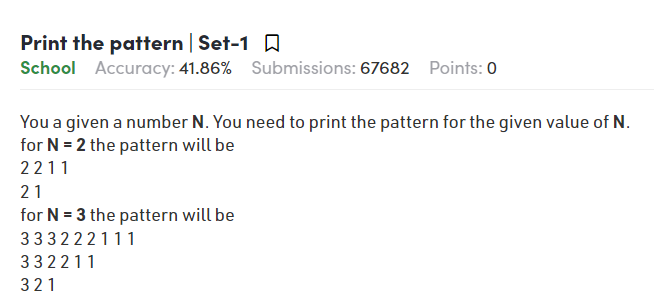 Print the pattern | Set-1
School Accuracy: 41.86% Submissions: 67682 Points: 0
You a given a number N. You need to print the pattern for the given value of N.
for N = 2 the pattern will be
2 2 1 1
2 1
for N = 3 the pattern will be
3 3 3 2 2 2 1 1 1
3 3 2 2 1 1
3 2 1